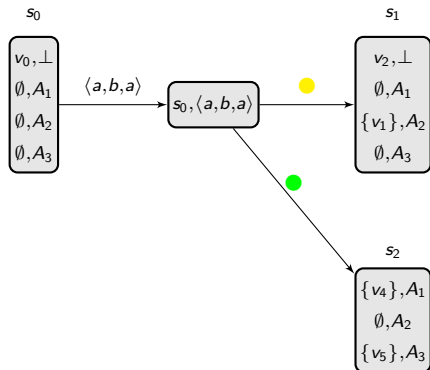 s₀
v₀,⊥
∅,A₁
∅,A₂
∅,A₃
⟨a,b,a⟩
s₀,⟨a,b,a⟩
s₁
v₂,⊥
∅,A₁
{v₁},A₂
∅,A₃
s₂
{v₄},A₁
∅,A₂
{v₅},A₃